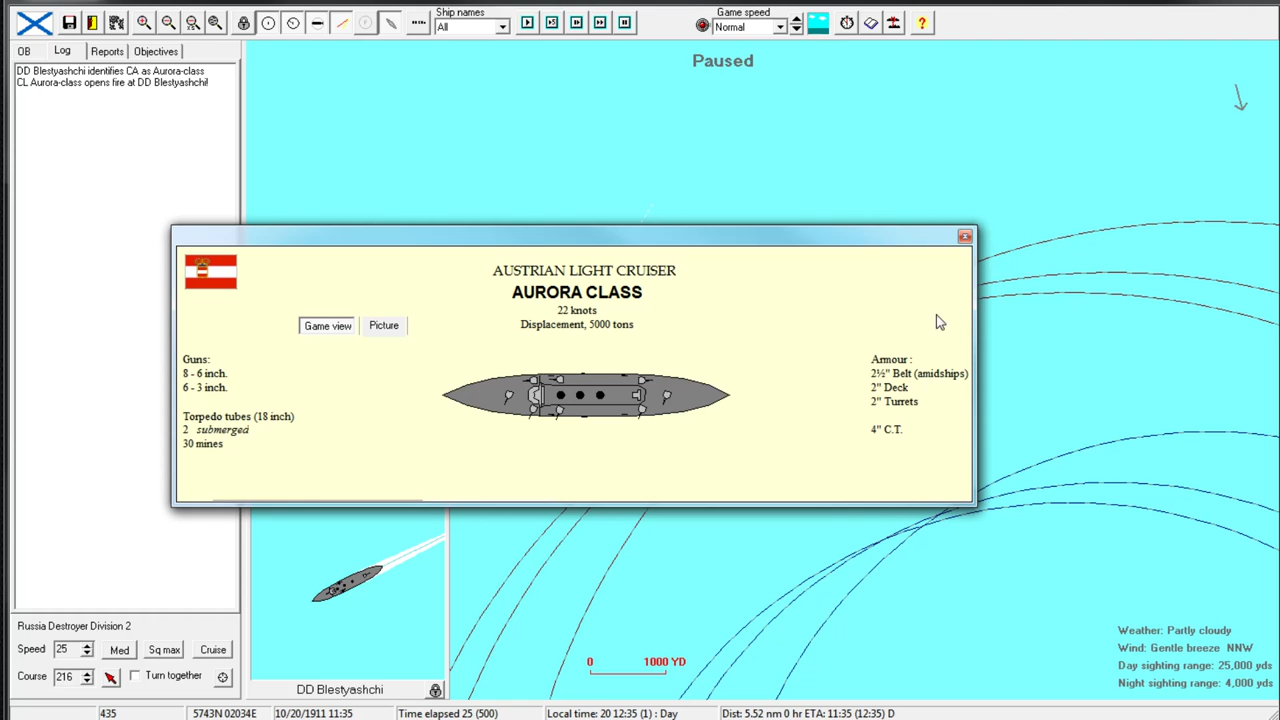 Ship names
Game speed
All
Normal
OB
Log
Reports
Objectives
DD Blestyashchi identifies CA as Aurora-class
CL Aurora-class opens fire at DD Blestyashchi!
Paused
AUSTRIAN LIGHT CRUISER
AURORA CLASS
22 knots
Displacement, 5000 tons
Game view
Picture
Guns:
8 - 6 inch.
6 - 3 inch.
Torpedo tubes (18 inch)
2 submerged
30 mines
Armour :
2½" Belt (amidships)
2" Deck
2" Turrets
4" C.T.
Russia Destroyer Division 2
Speed 25 Med Sq max Cruise
Course 216 Turn together
DD Blestyashchi
0 1000 YD
Weather: Partly cloudy
Wind: Gentle breeze NNW
Day sighting range: 25,000 yds
Night sighting range: 4,000 yds
435 5743N 02034E 10/20/1911 11:35 Time elapsed 25 (500) Local time: 20 12:35 (1) : Day Dist: 5.52 nm 0 hr ETA: 11:35 (12:35) D